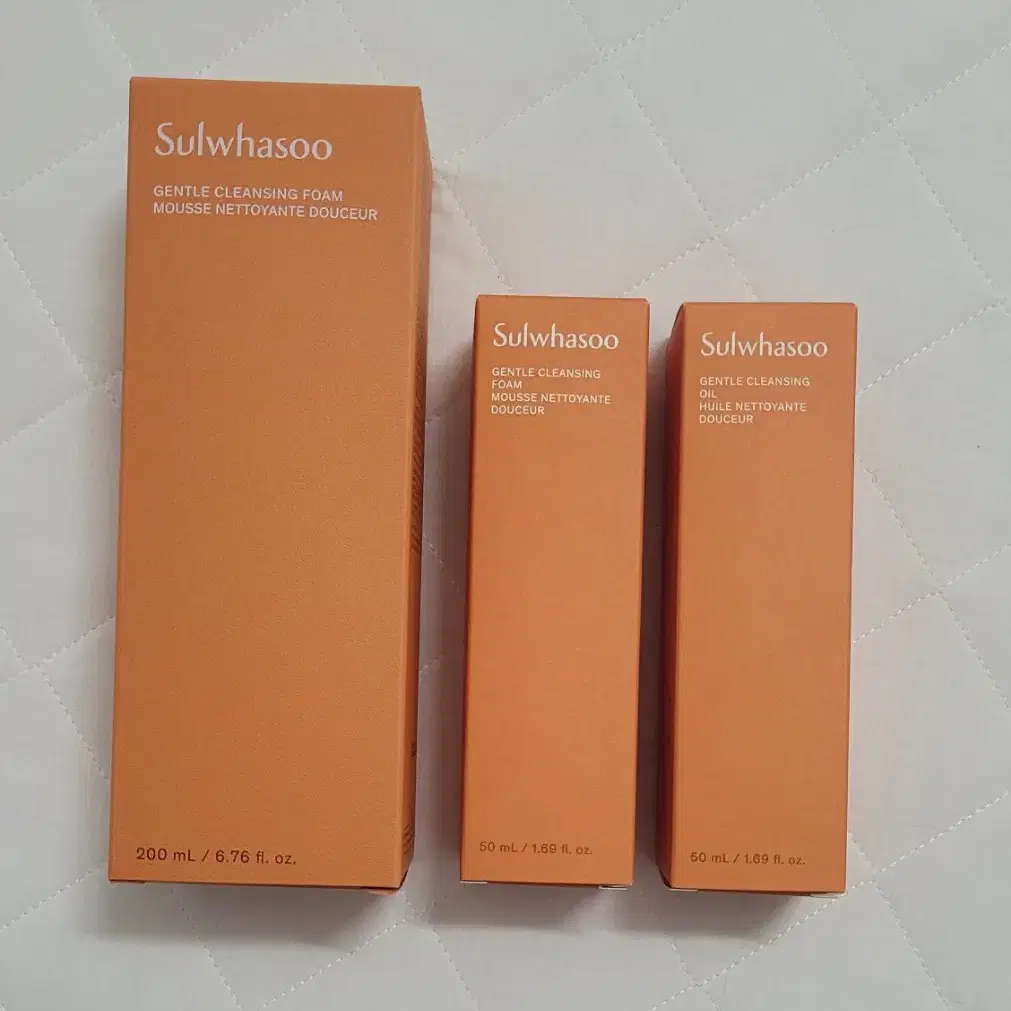 Sulwhasoo
GENTLE CLEANSING FOAM
MOUSSE NETTOYANTE DOUCEUR
200 mL / 6.76 fl. oz.
Sulwhasoo
GENTLE CLEANSING
FOAM
MOUSSE NETTOYANTE
DOUCEUR
50 mL / 1.69 fl. oz.
Sulwhasoo
GENTLE CLEANSING
OIL
HUILE NETTOYANTE
DOUCEUR
50 mL / 1.69 fl. oz.